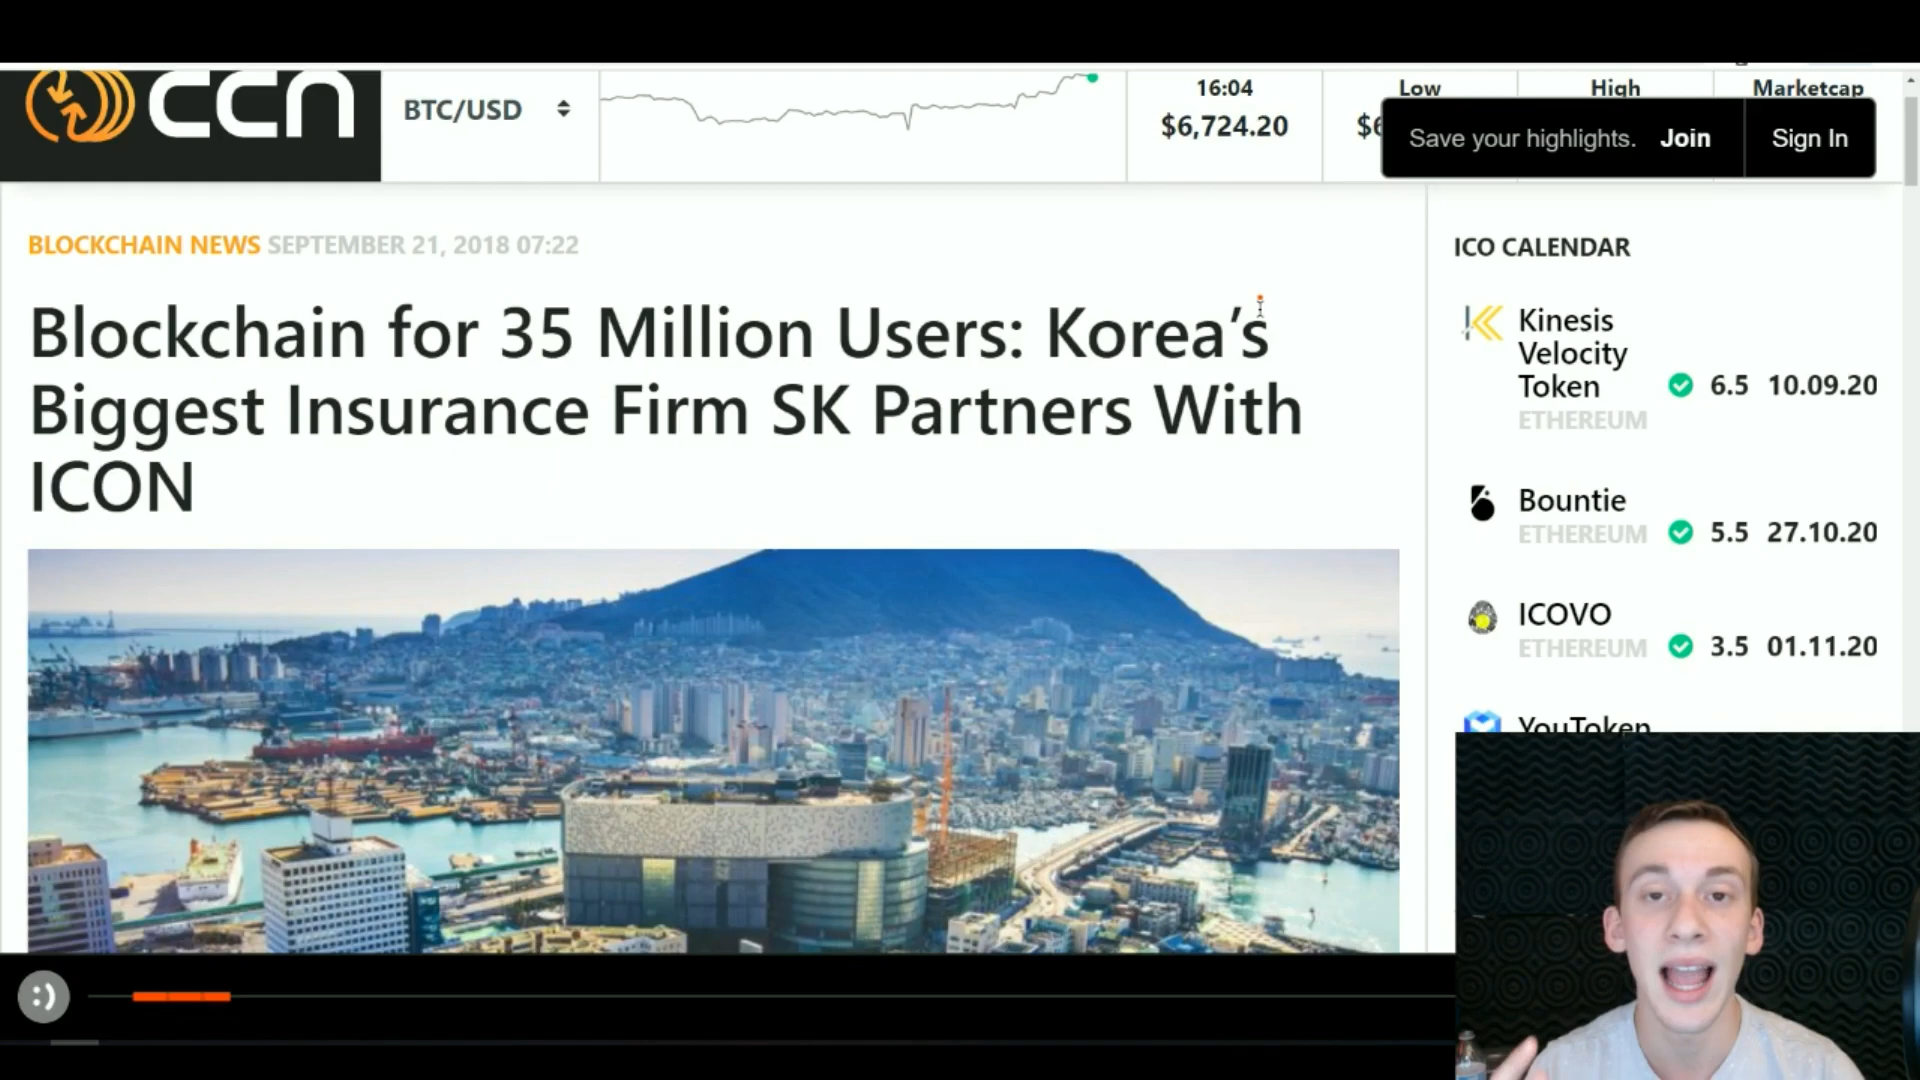 ccn
BTC/USD
16:04
$6,724.20
Low
High
Marketcap
Save your highlights. Join
Sign In
BLOCKCHAIN NEWS SEPTEMBER 21, 2018 07:22
Blockchain for 35 Million Users: Korea’s
Biggest Insurance Firm SK Partners With
ICON
ICO CALENDAR
Kinesis
Velocity
Token
ETHEREUM
6.5 10.09.20
Bountie
ETHEREUM
5.5 27.10.20
ICOVO
ETHEREUM
3.5 01.11.20
YouToken
:)